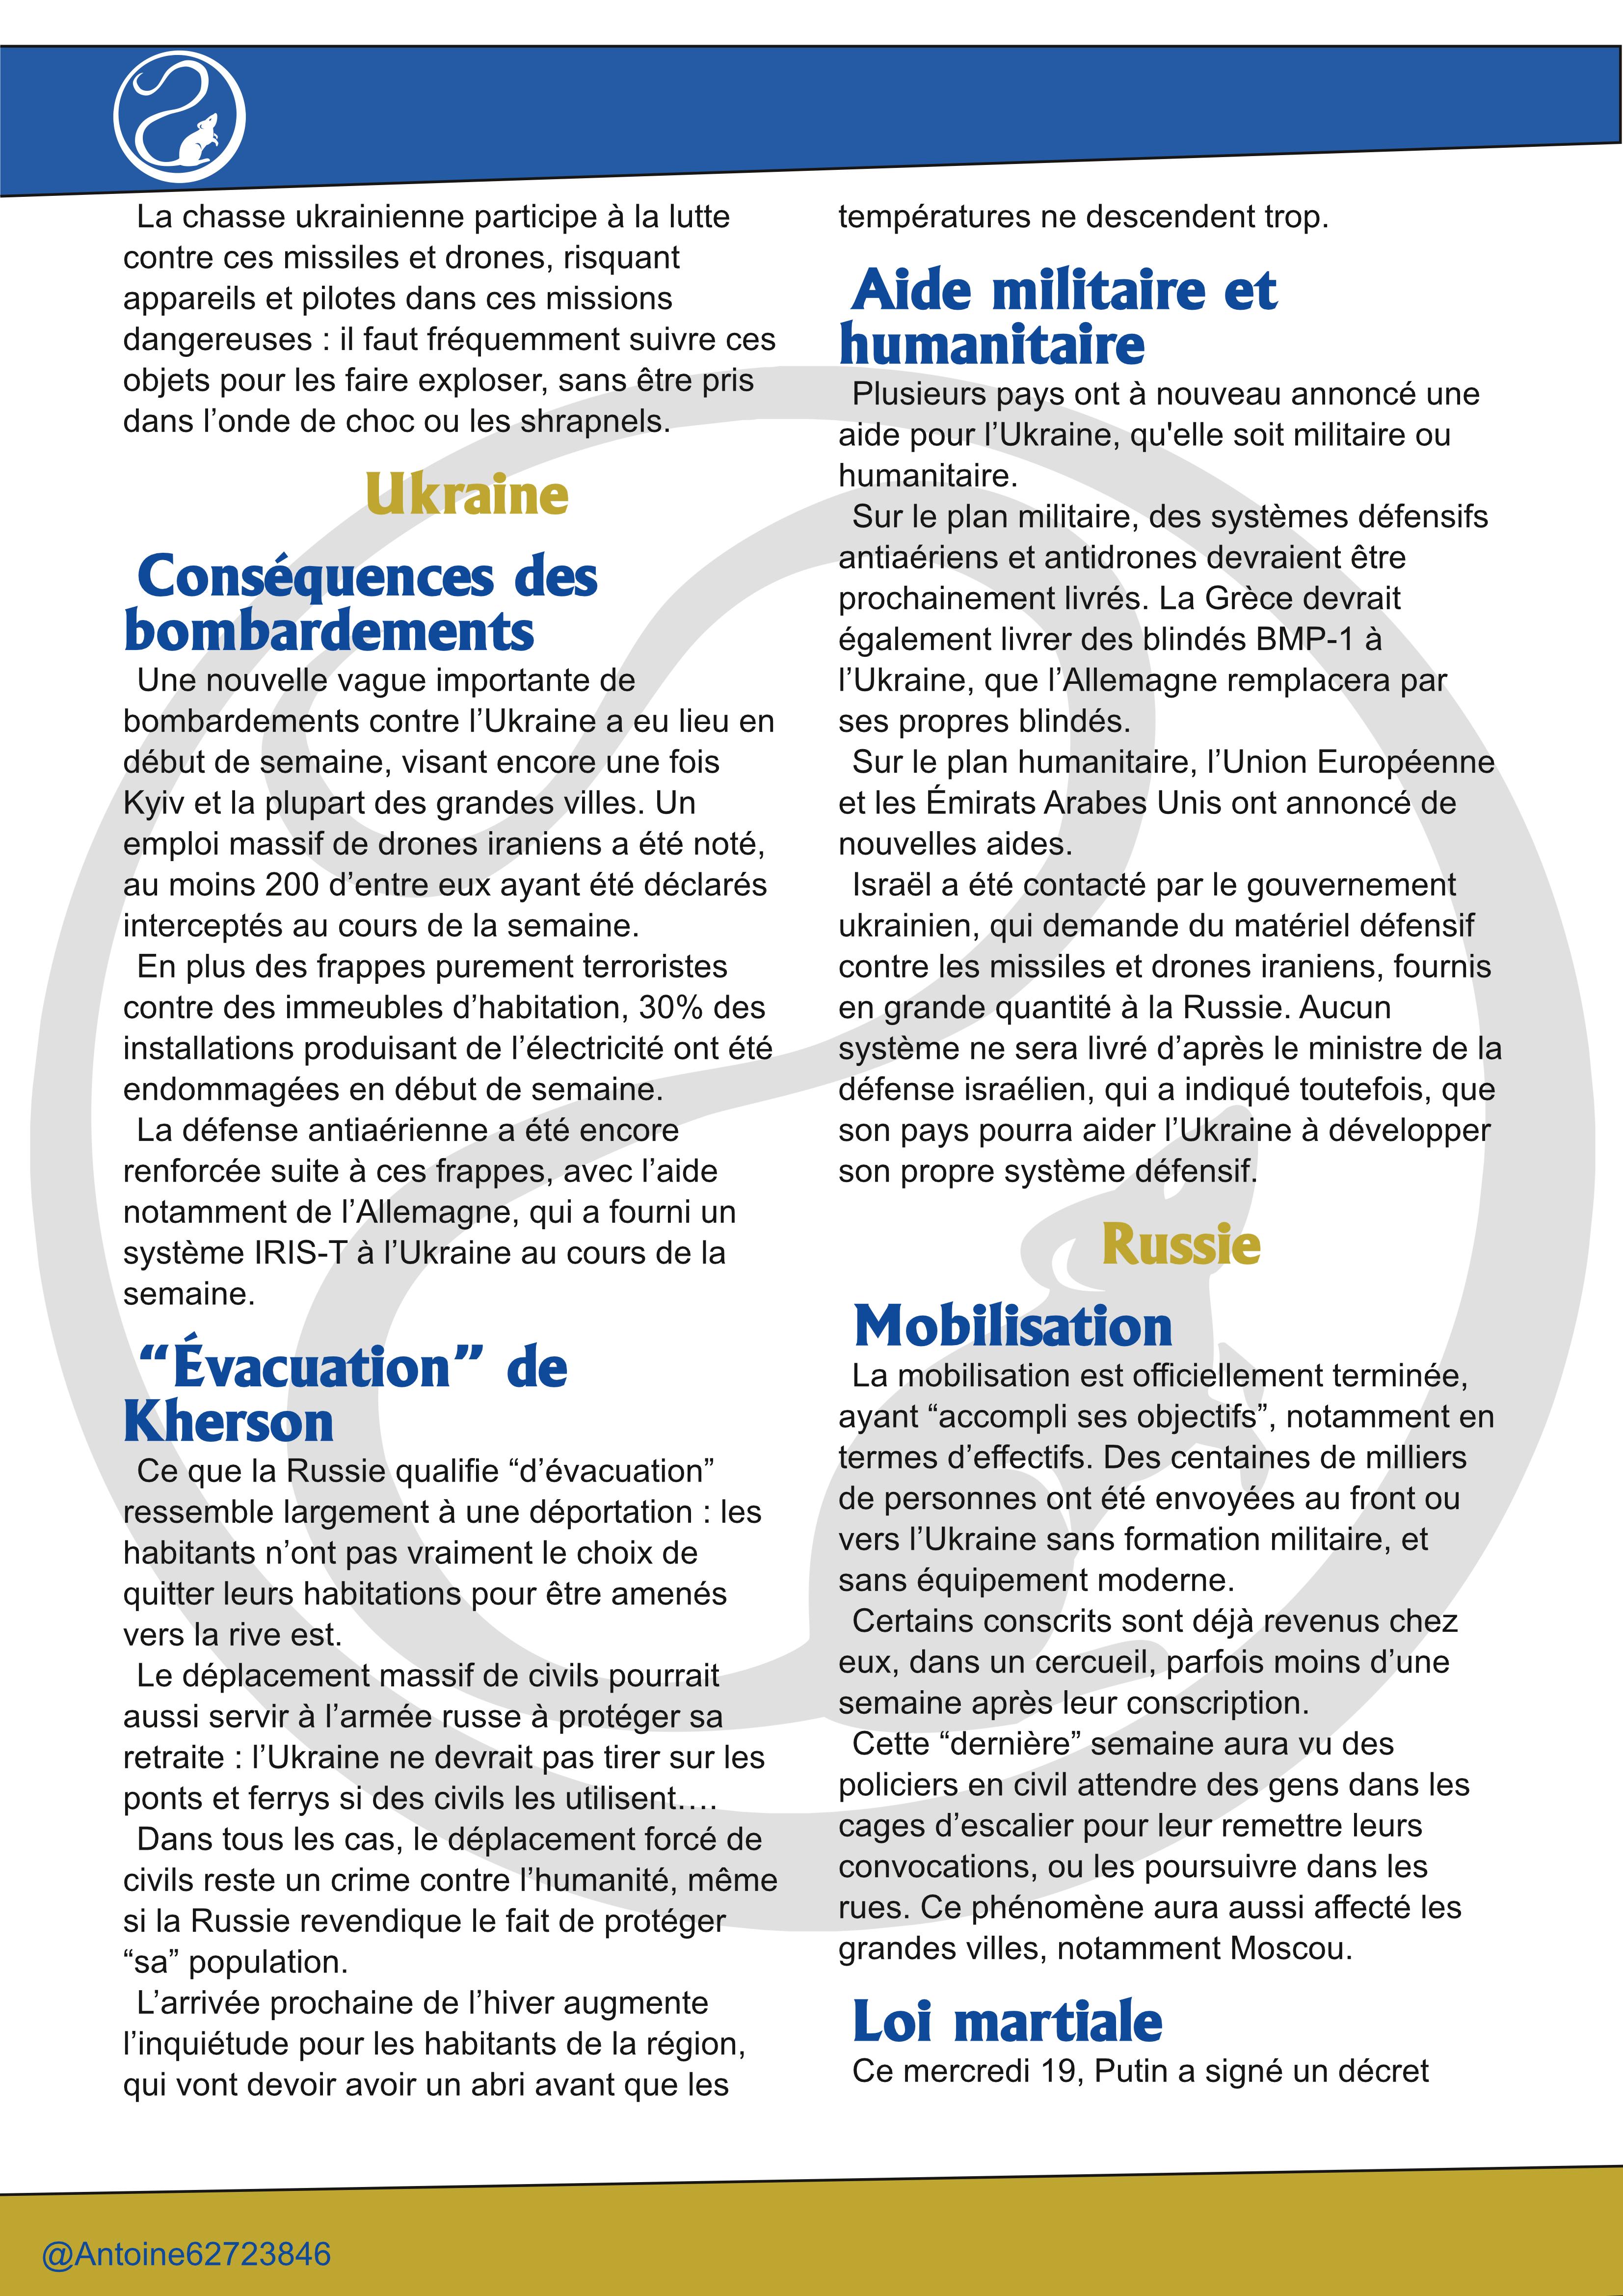 La chasse ukrainienne participe à la lutte
contre ces missiles et drones, risquant
appareils et pilotes dans ces missions
dangereuses : il faut fréquemment suivre ces
objets pour les faire exploser, sans être pris
dans l’onde de choc ou les shrapnels.
Ukraine
Conséquences des
bombardements
Une nouvelle vague importante de
bombardements contre l’Ukraine a eu lieu en
début de semaine, visant encore une fois
Kyiv et la plupart des grandes villes. Un
emploi massif de drones iraniens a été noté,
au moins 200 d’entre eux ayant été déclarés
interceptés au cours de la semaine.
En plus des frappes purement terroristes
contre des immeubles d’habitation, 30% des
installations produisant de l’électricité ont été
endommagées en début de semaine.
La défense antiaérienne a été encore
renforcée suite à ces frappes, avec l’aide
notamment de l’Allemagne, qui a fourni un
système IRIS-T à l’Ukraine au cours de la
semaine.
“Évacuation” de
Kherson
Ce que la Russie qualifie “d’évacuation”
ressemble largement à une déportation : les
habitants n’ont pas vraiment le choix de
quitter leurs habitations pour être amenés
vers la rive est.
Le déplacement massif de civils pourrait
aussi servir à l’armée russe à protéger sa
retraite : l’Ukraine ne devrait pas tirer sur les
ponts et ferrys si des civils les utilisent….
Dans tous les cas, le déplacement forcé de
civils reste un crime contre l’humanité, même
si la Russie revendique le fait de protéger
“sa” population.
L’arrivée prochaine de l’hiver augmente
l’inquiétude pour les habitants de la région,
qui vont devoir avoir un abri avant que les
températures ne descendent trop.
Aide militaire et
humanitaire
Plusieurs pays ont à nouveau annoncé une
aide pour l’Ukraine, qu'elle soit militaire ou
humanitaire.
Sur le plan militaire, des systèmes défensifs
antiaériens et antidrones devraient être
prochainement livrés. La Grèce devrait
également livrer des blindés BMP-1 à
l’Ukraine, que l’Allemagne remplacera par
ses propres blindés.
Sur le plan humanitaire, l’Union Européenne
et les Émirats Arabes Unis ont annoncé de
nouvelles aides.
Israël a été contacté par le gouvernement
ukrainien, qui demande du matériel défensif
contre les missiles et drones iraniens, fournis
en grande quantité à la Russie. Aucun
système ne sera livré d’après le ministre de la
défense israélien, qui a indiqué toutefois, que
son pays pourra aider l’Ukraine à développer
son propre système défensif.
Russie
Mobilisation
La mobilisation est officiellement terminée,
ayant “accompli ses objectifs”, notamment en
termes d’effectifs. Des centaines de milliers
de personnes ont été envoyées au front ou
vers l’Ukraine sans formation militaire, et
sans équipement moderne.
Certains conscrits sont déjà revenus chez
eux, dans un cercueil, parfois moins d’une
semaine après leur conscription.
Cette “dernière” semaine aura vu des
policiers en civil attendre des gens dans les
cages d’escalier pour leur remettre leurs
convocations, ou les poursuivre dans les
rues. Ce phénomène aura aussi affecté les
grandes villes, notamment Moscou.
Loi martiale
Ce mercredi 19, Putin a signé un décret
@Antoine62723846